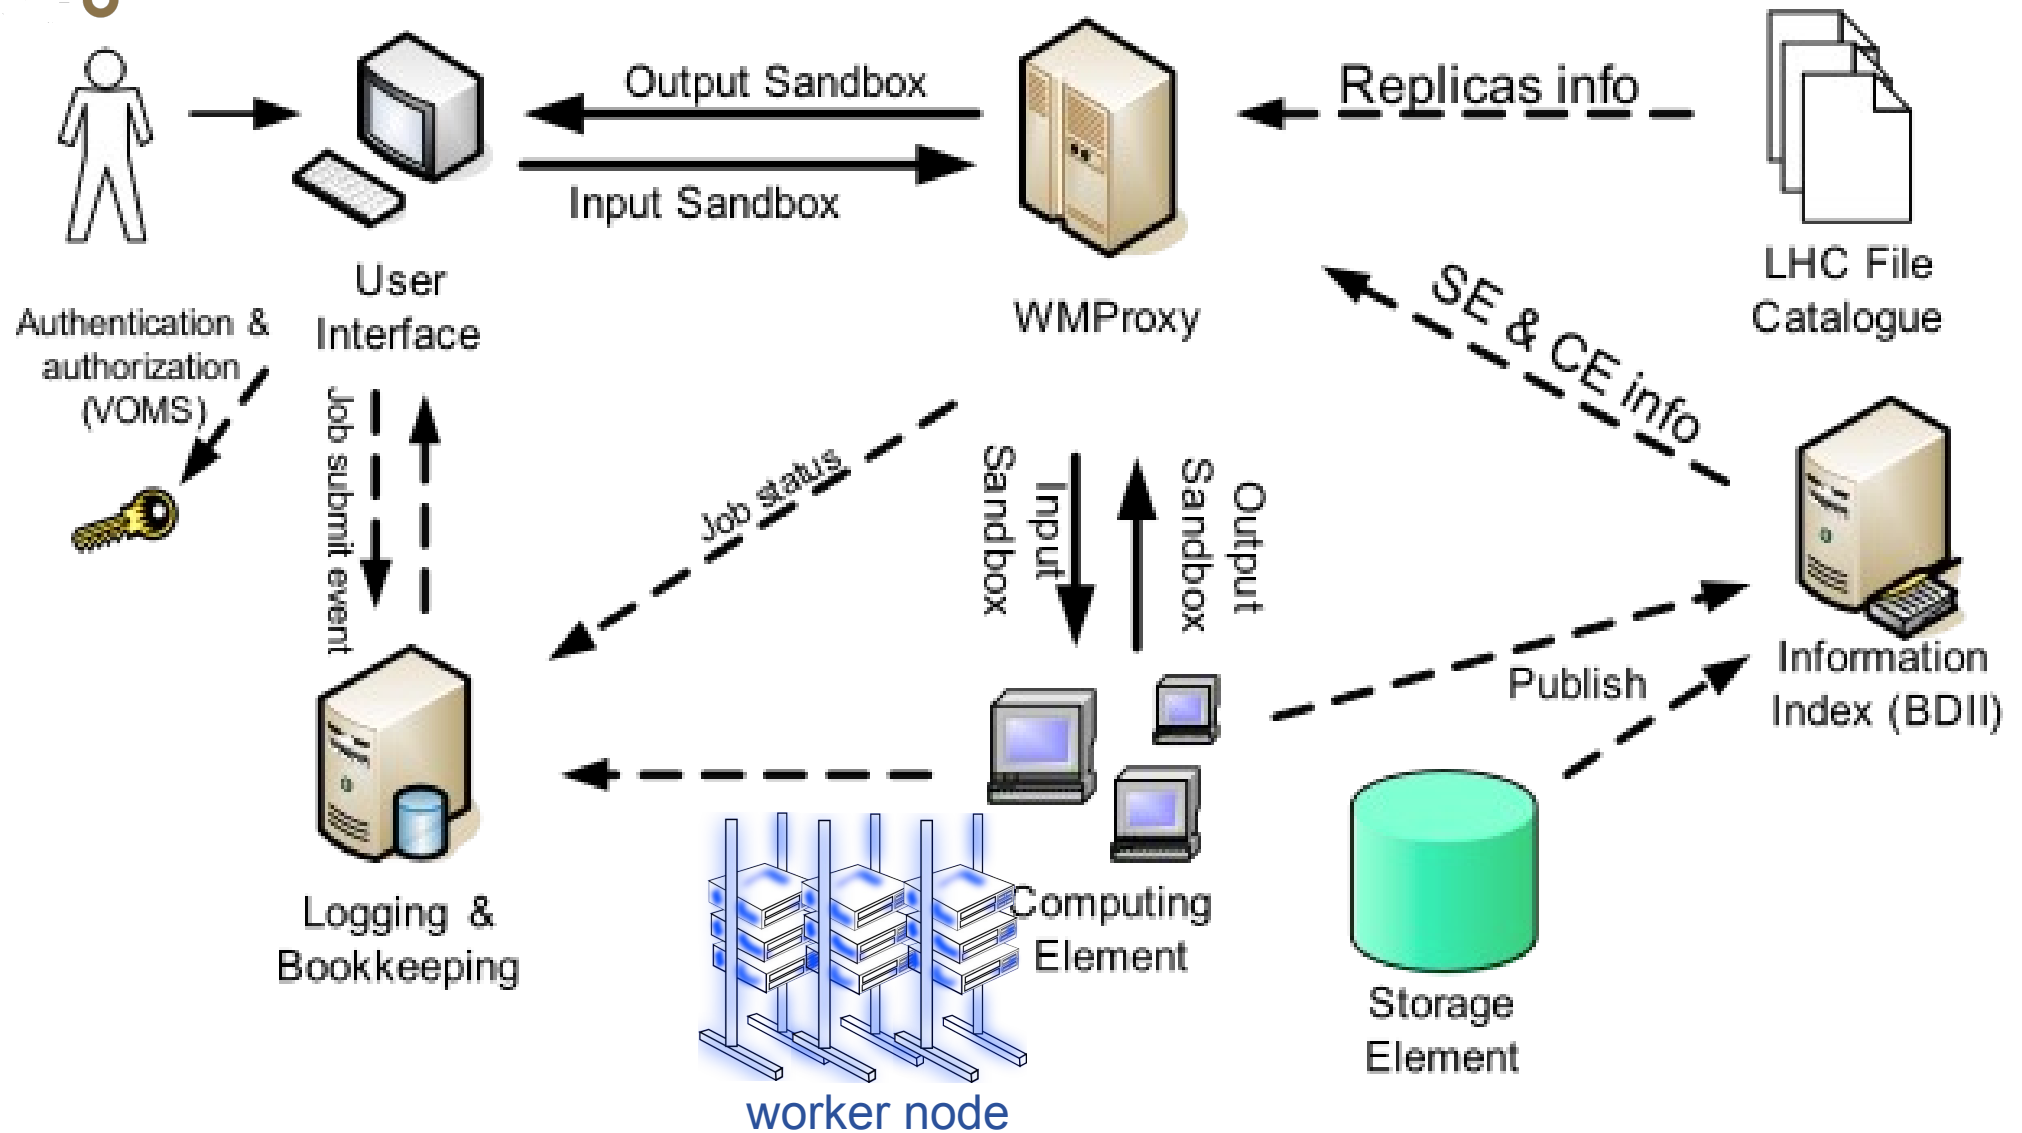 Output Sandbox
Input Sandbox
Replicas info
User
Interface
WMProxy
LHC File
Catalogue
Authentication &
authorization
(VOMS)
SE & CE info
Job submit event
Job status
Input
Sandbox
Output
Sandbox
Publish
Information
Index (BDII)
Logging &
Bookkeeping
Computing
Element
Storage
Element
worker node